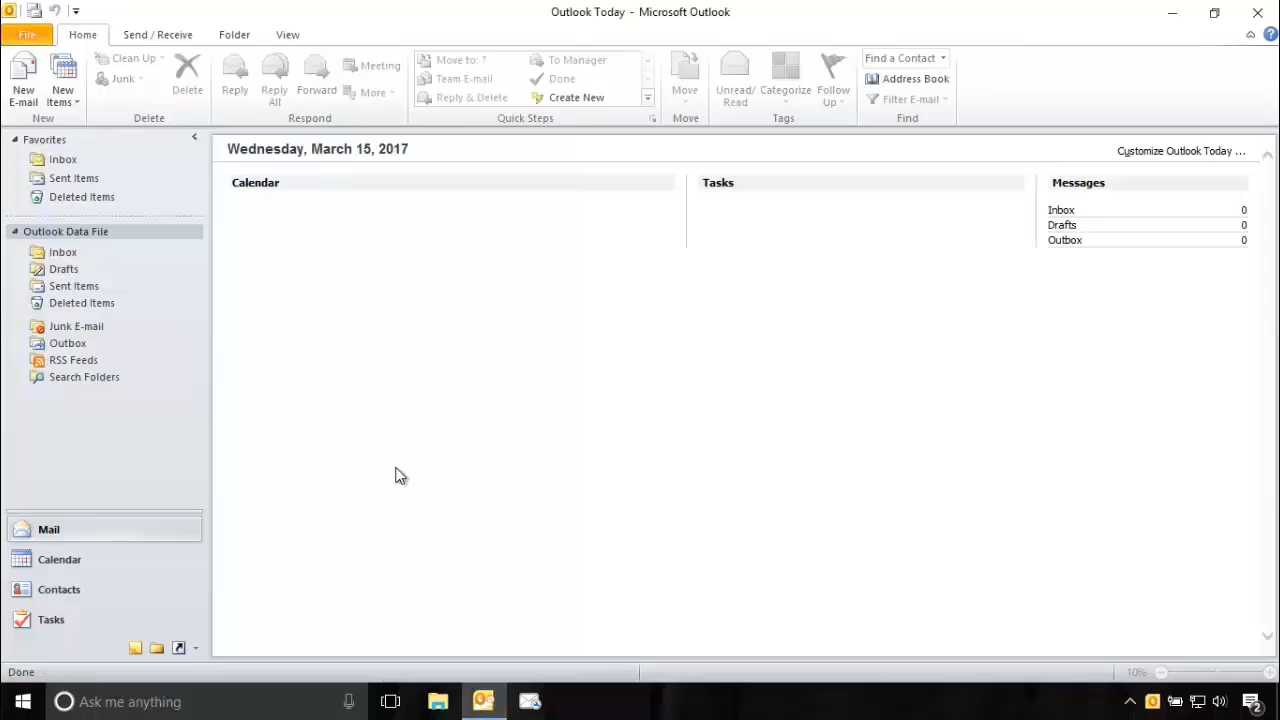 Outlook Today - Microsoft Outlook
File Home Send / Receive Folder View
New E-mail
New Items
New
Clean Up
Junk
Delete
Delete
Reply
Reply All
Forward
Meeting
More
Respond
Move to: ?
Team E-mail
Reply & Delete
To Manager
Done
Create New
Quick Steps
Move
Move
Unread/ Read
Categorize
Follow Up
Tags
Find a Contact
Address Book
Filter E-mail
Find
Favorites
Inbox
Sent Items
Deleted Items
Outlook Data File
Inbox
Drafts
Sent Items
Deleted Items
Junk E-mail
Outbox
RSS Feeds
Search Folders
Mail
Calendar
Contacts
Tasks
Wednesday, March 15, 2017
Customize Outlook Today ...
Calendar
Tasks
Messages
Inbox 0
Drafts 0
Outbox 0
Done
10%
Ask me anything
2